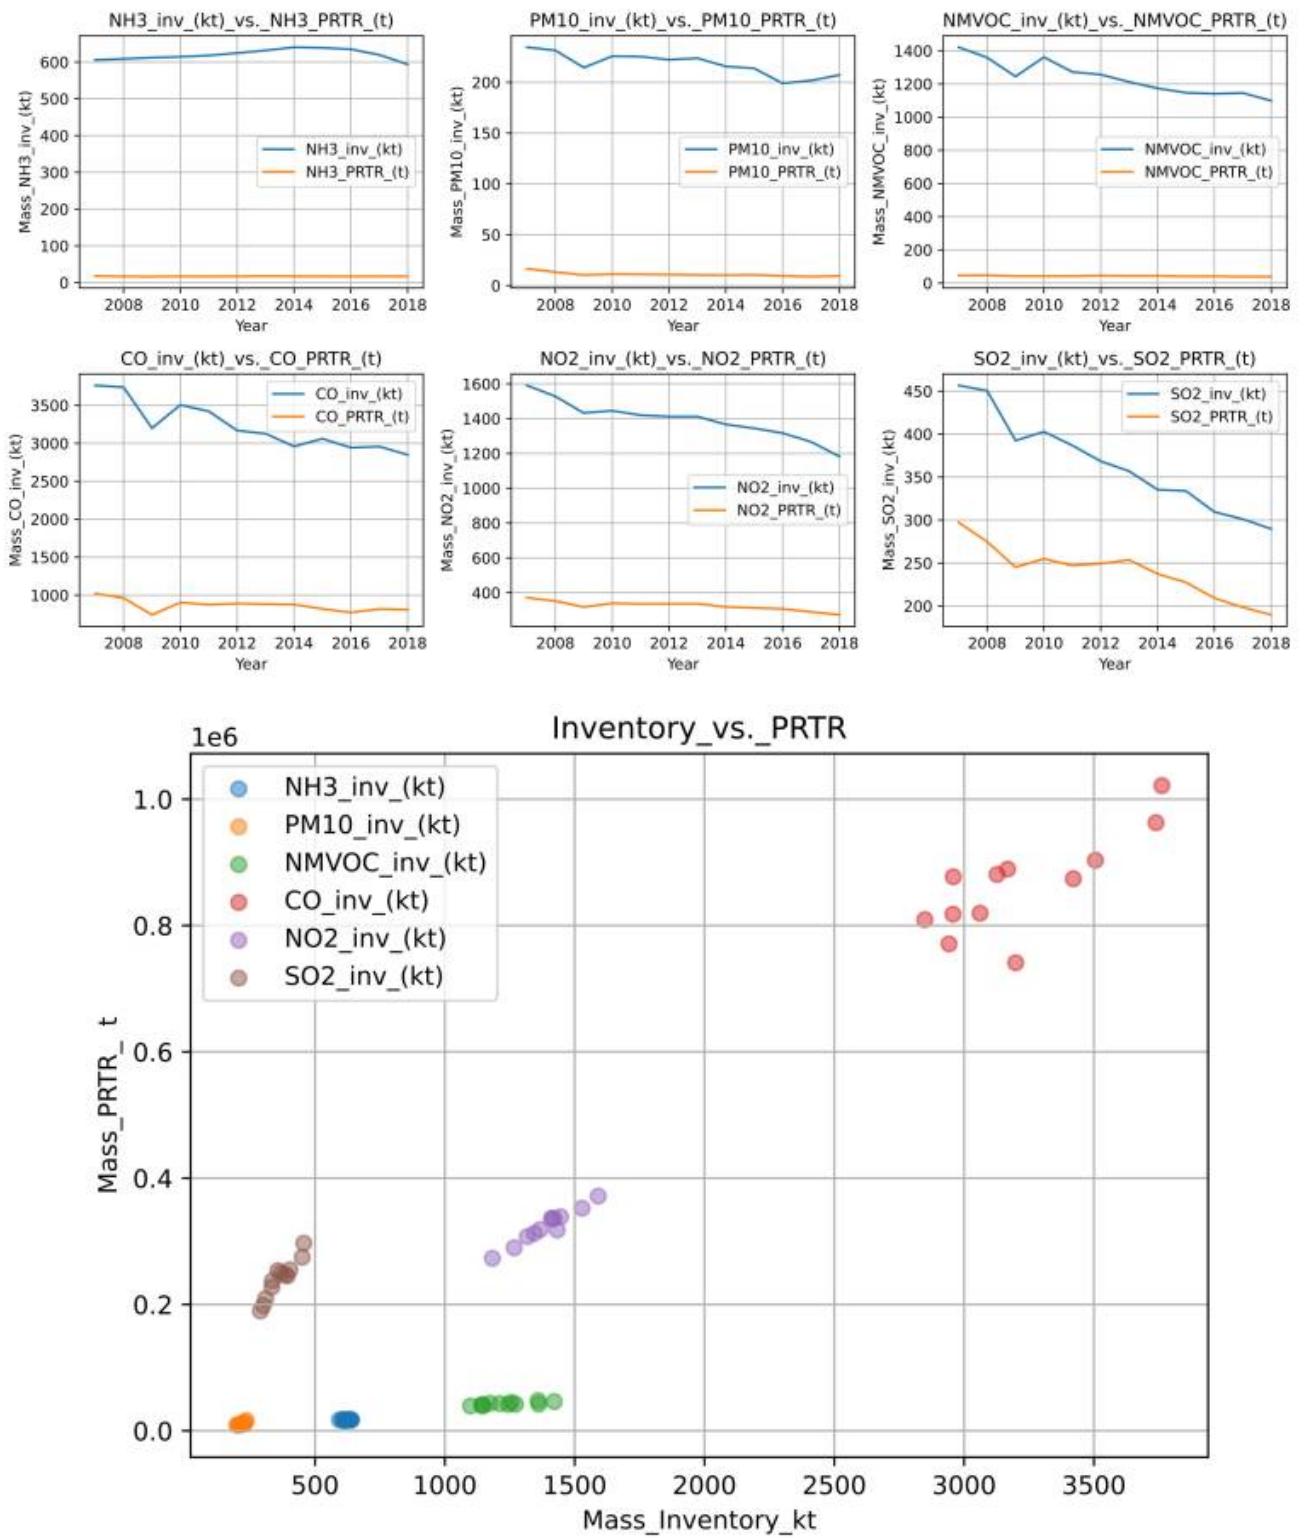 NH3_inv_(kt)_vs._NH3_PRTR_(t)
Mass_NH3_inv_(kt)
600
500
400
300
200
100
0
NH3_inv_(kt)
NH3_PRTR_(t)
2008 2010 2012 2014 2016 2018
Year
PM10_inv_(kt)_vs._PM10_PRTR_(t)
Mass_PM10_inv_(kt)
200
150
100
50
0
PM10_inv_(kt)
PM10_PRTR_(t)
2008 2010 2012 2014 2016 2018
Year
NMVOC_inv_(kt)_vs._NMVOC_PRTR_(t)
Mass_NMVOC_inv_(kt)
1400
1200
1000
800
600
400
200
0
NMVOC_inv_(kt)
NMVOC_PRTR_(t)
2008 2010 2012 2014 2016 2018
Year
CO_inv_(kt)_vs._CO_PRTR_(t)
Mass_CO_inv_(kt)
3500
3000
2500
2000
1500
1000
CO_inv_(kt)
CO_PRTR_(t)
2008 2010 2012 2014 2016 2018
Year
NO2_inv_(kt)_vs._NO2_PRTR_(t)
Mass_NO2_inv_(kt)
1600
1400
1200
1000
800
600
400
NO2_inv_(kt)
NO2_PRTR_(t)
2008 2010 2012 2014 2016 2018
Year
SO2_inv_(kt)_vs._SO2_PRTR_(t)
Mass_SO2_inv_(kt)
450
400
350
300
250
200
SO2_inv_(kt)
SO2_PRTR_(t)
2008 2010 2012 2014 2016 2018
Year
Inventory_vs._PRTR
1e6
Mass_PRTR_ t
1.0
0.8
0.6
0.4
0.2
0.0
NH3_inv_(kt)
PM10_inv_(kt)
NMVOC_inv_(kt)
CO_inv_(kt)
NO2_inv_(kt)
SO2_inv_(kt)
500 1000 1500 2000 2500 3000 3500
Mass_Inventory_kt